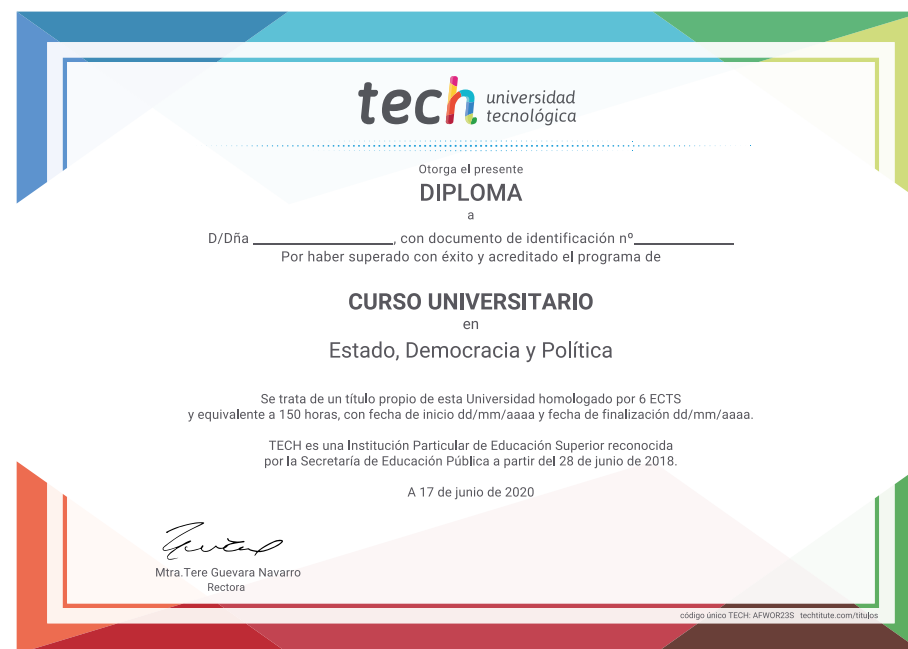 tech universidad
tecnológica
Otorga el presente
DIPLOMA
a
D/Dña ____________________, con documento de identificación nº______________
Por haber superado con éxito y acreditado el programa de
CURSO UNIVERSITARIO
en
Estado, Democracia y Política
Se trata de un título propio de esta Universidad homologado por 6 ECTS
y equivalente a 150 horas, con fecha de inicio dd/mm/aaaa y fecha de finalización dd/mm/aaaa.
TECH es una Institución Particular de Educación Superior reconocida
por la Secretaría de Educación Pública a partir del 28 de junio de 2018.
A 17 de junio de 2020
Mtra.Tere Guevara Navarro
Rectora
código único TECH: AFWOR23S techtitute.com/titulos